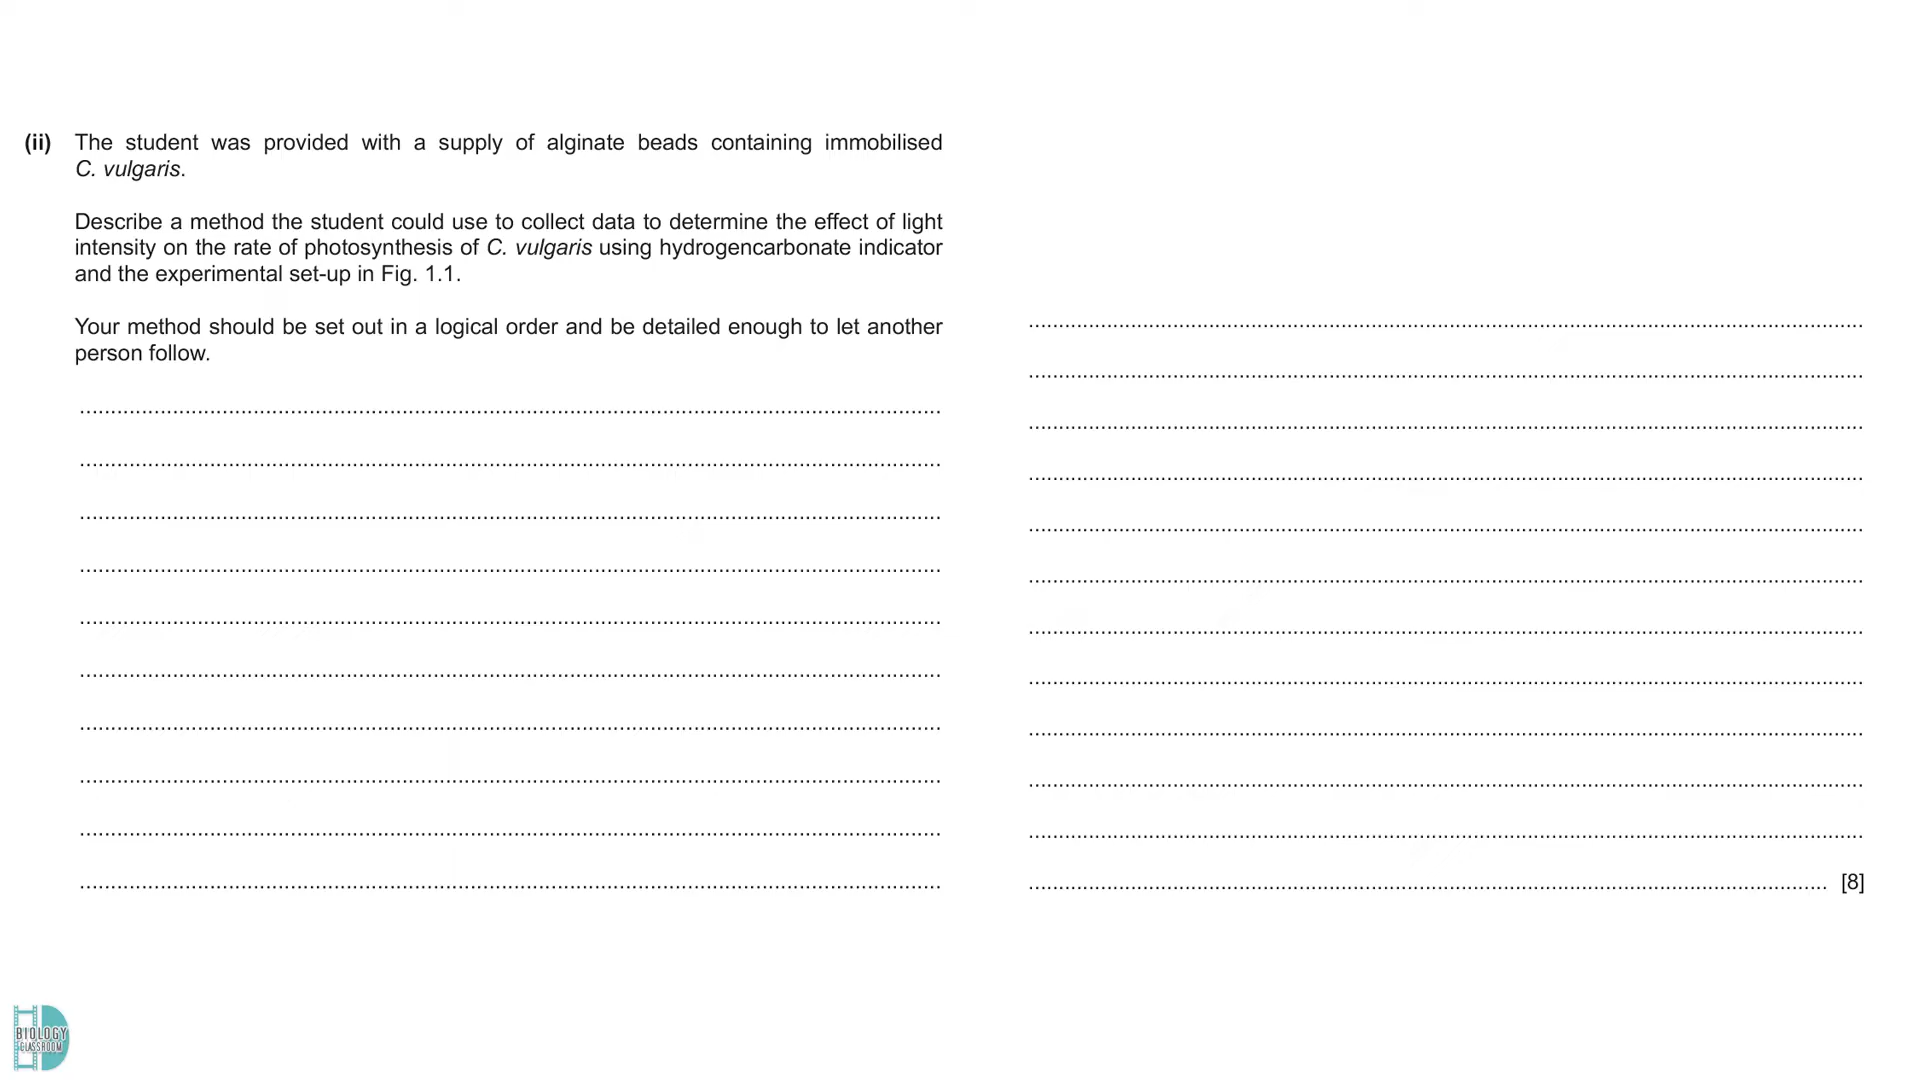 (ii) The student was provided with a supply of alginate beads containing immobilised
C. vulgaris.
Describe a method the student could use to collect data to determine the effect of light
intensity on the rate of photosynthesis of C. vulgaris using hydrogencarbonate indicator
and the experimental set-up in Fig. 1.1.
Your method should be set out in a logical order and be detailed enough to let another
person follow.
[8]
BIOLOGY
CLASSROOM